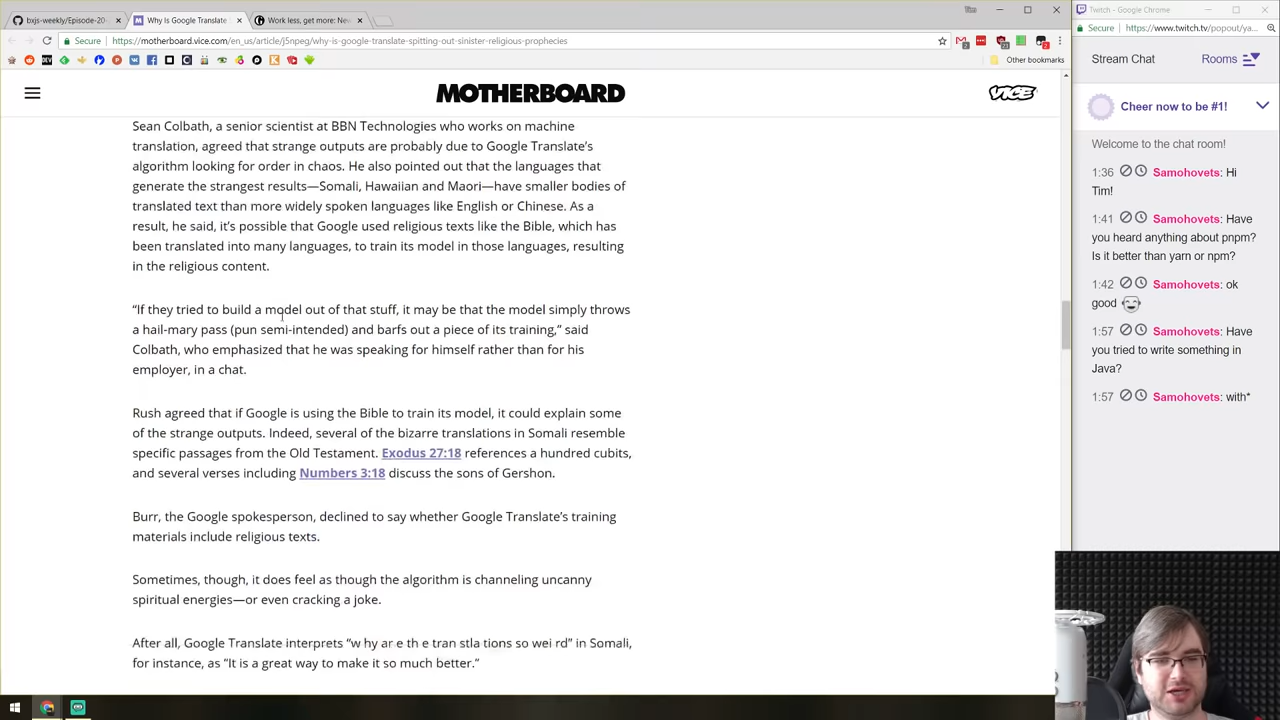 bxjs-weekly/Episode-20-
Why Is Google Translate
Work less, get more: Ne
Tim
Secure
https://motherboard.vice.com/en_us/article/j5npeg/why-is-google-translate-spitting-out-sinister-religious-prophecies
Other bookmarks
MOTHERBOARD
VICE
Sean Colbath, a senior scientist at BBN Technologies who works on machine
translation, agreed that strange outputs are probably due to Google Translate’s
algorithm looking for order in chaos. He also pointed out that the languages that
generate the strangest results—Somali, Hawaiian and Maori—have smaller bodies of
translated text than more widely spoken languages like English or Chinese. As a
result, he said, it’s possible that Google used religious texts like the Bible, which has
been translated into many languages, to train its model in those languages, resulting
in the religious content.
“If they tried to build a model out of that stuff, it may be that the model simply throws
a hail-mary pass (pun semi-intended) and barfs out a piece of its training,” said
Colbath, who emphasized that he was speaking for himself rather than for his
employer, in a chat.
Rush agreed that if Google is using the Bible to train its model, it could explain some
of the strange outputs. Indeed, several of the bizarre translations in Somali resemble
specific passages from the Old Testament. Exodus 27:18 references a hundred cubits,
and several verses including Numbers 3:18 discuss the sons of Gershon.
Burr, the Google spokesperson, declined to say whether Google Translate’s training
materials include religious texts.
Sometimes, though, it does feel as though the algorithm is channeling uncanny
spiritual energies—or even cracking a joke.
After all, Google Translate interprets “w hy ar e th e tran stla tions so wei rd” in Somali,
for instance, as “It is a great way to make it so much better.”
Twitch - Google Chrome
Secure
https://www.twitch.tv/popout/ya...
Stream Chat
Rooms
Cheer now to be #1!
Welcome to the chat room!
1:36 Samohovets: Hi
Tim!
1:41 Samohovets: Have
you heard anything about pnpm?
Is it better than yarn or npm?
1:42 Samohovets: ok
good
1:57 Samohovets: Have
you tried to write something in
Java?
1:57 Samohovets: with*